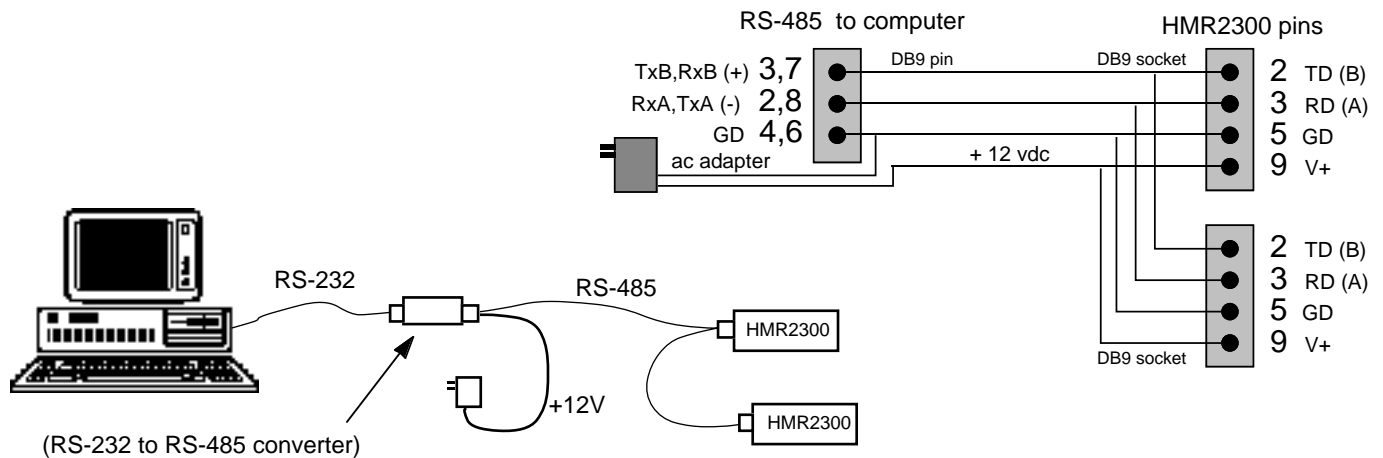 RS-485 to computer
HMR2300 pins
DB9 pin
DB9 socket
TxB,RxB (+) 3,7
2 TD (B)
RxA,TxA (-) 2,8
3 RD (A)
GD 4,6
5 GD
ac adapter
+ 12 vdc
9 V+
2 TD (B)
3 RD (A)
5 GD
9 V+
DB9 socket
RS-232
RS-485
HMR2300
+12V
HMR2300
(RS-232 to RS-485 converter)